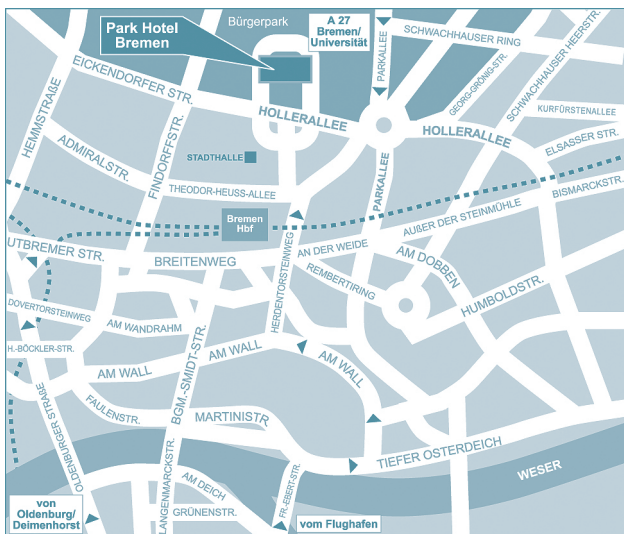 Bürgerpark
Park Hotel
Bremen
A 27
Bremen/
Universität
SCHWACHHAUSER RING
PARKALLEE
GEORG-GRÖNIG-STR.
SCHWACHHAUSER HEERSTR.
KURFÜRSTENALLEE
EICKENDORFER STR.
HOLLERALLEE
HOLLERALLEE
ELSASSER STR.
HEMMSTRAßE
ADMIRALSTR.
FINDORFFSTR.
STADTHALLE
THEODOR-HEUSS-ALLEE
PARKALLEE
BISMARCKSTR.
Bremen
Hbf
AUßER DER STEINMÜHLE
UTBREMER STR.
BREITENWEG
AN DER WEIDE
AM DOBBEN
REMBERTIRING
HERDENTORSTEINWEG
HUMBOLDSTR.
DOVERTORSTEINWEG
AM WANDRAHM
H.-BÖCKLER-STR.
AM WALL
AM WALL
AM WALL
BGM.-SMIDT-STR.
FAULENSTR.
MARTINISTR
OLDENBURGER STRAßE
TIEFER OSTERDEICH
WESER
LANGENMARCKSTR.
AM DEICH
FR.-EBERT-STR.
GRÜNENSTR.
von
Oldenburg/
Deimenhorst
vom Flughafen